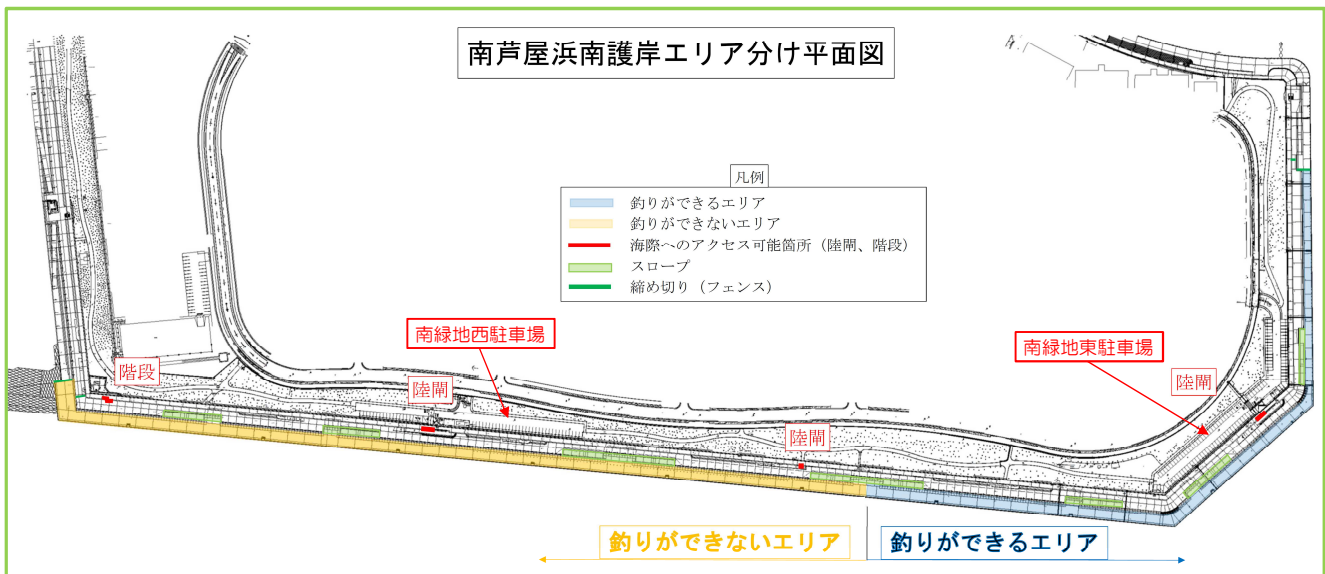 南芦屋浜南護岸エリア分け平面図
凡例
釣りができるエリア
釣りができないエリア
海際へのアクセス可能箇所（陸閘、階段）
スロープ
締め切り（フェンス）
南緑地西駐車場
南緑地東駐車場
階段
陸閘
陸閘
陸閘
釣りができないエリア
釣りができるエリア